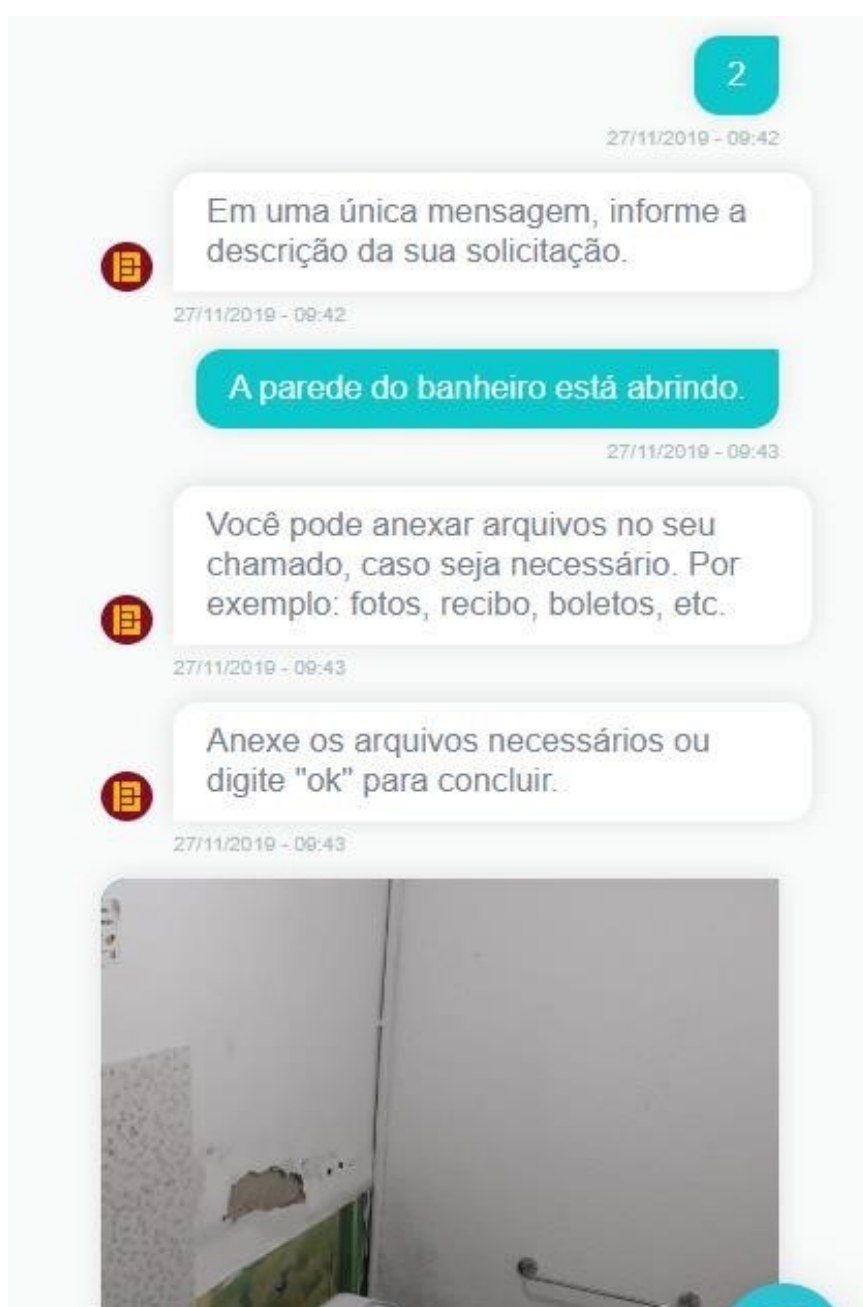 2
27/11/2019 - 09:42
Em uma única mensagem, informe a
descrição da sua solicitação.
27/11/2019 - 09:42
A parede do banheiro está abrindo.
27/11/2019 - 09:43
Você pode anexar arquivos no seu
chamado, caso seja necessário. Por
exemplo: fotos, recibo, boletos, etc.
27/11/2019 - 09:43
Anexe os arquivos necessários ou
digite "ok" para concluir.
27/11/2019 - 09:43